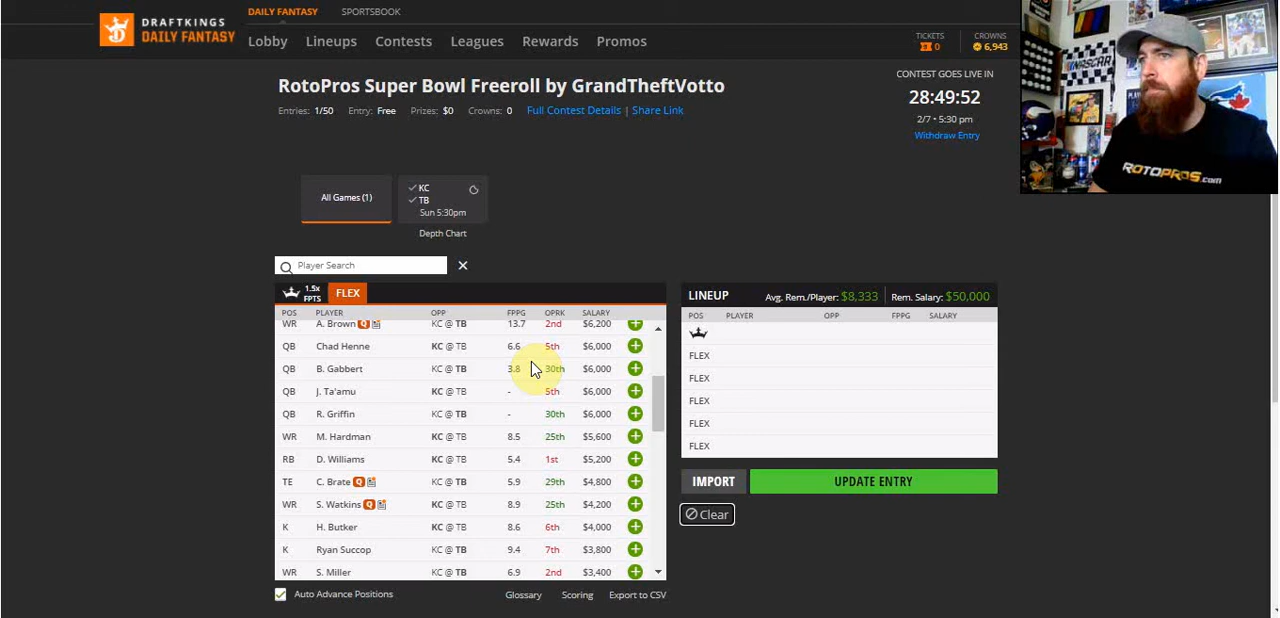 DRAFTKINGS
DAILY FANTASY
DAILY FANTASY SPORTSBOOK
Lobby Lineups Contests Leagues Rewards Promos
TICKETS CROWNS
0 6,943
RotoPros Super Bowl Freeroll by GrandTheftVotto
Entries: 1/50 Entry: Free Prizes: $0 Crowns: 0 Full Contest Details | Share Link
CONTEST GOES LIVE IN
28:49:52
2/7 • 5:30 pm
Withdraw Entry
All Games (1)
KC
TB
Sun 5:30pm
Depth Chart
Player Search
1.5x
FPTS
FLEX
POS PLAYER OPP FPPG OPRK SALARY
WR A. Brown Q KC @ TB 13.7 2nd $6,200
QB Chad Henne KC @ TB 6.6 5th $6,000
QB B. Gabbert KC @ TB 3.8 30th $6,000
QB J. Ta'amu KC @ TB - 5th $6,000
QB R. Griffin KC @ TB - 30th $6,000
WR M. Hardman KC @ TB 8.5 25th $5,600
RB D. Williams KC @ TB 5.4 1st $5,200
TE C. Brate Q KC @ TB 5.9 29th $4,800
WR S. Watkins Q KC @ TB 8.9 25th $4,200
K H. Butker KC @ TB 8.6 6th $4,000
K Ryan Succop KC @ TB 9.4 7th $3,800
WR S. Miller KC @ TB 6.9 2nd $3,400
Auto Advance Positions
Glossary Scoring Export to CSV
LINEUP Avg. Rem./Player: $8,333 Rem. Salary: $50,000
POS PLAYER OPP FPPG SALARY
FLEX
FLEX
FLEX
FLEX
FLEX
IMPORT UPDATE ENTRY
Clear
NASCAR
ROTOPROS.com